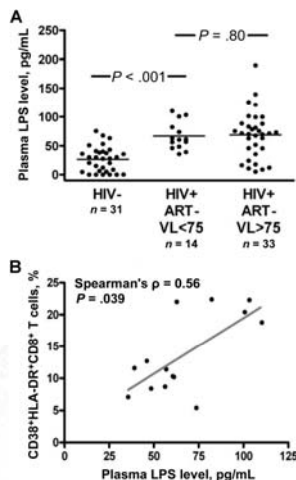 A
P = .80
P < .001
Plasma LPS level, pg/mL
250
200
150
100
50
0
HIV-
n = 31
HIV+
ART-
VL<75
n = 14
HIV+
ART-
VL>75
n = 33
B
Spearman's ρ 0.56
P = .039
CD38+HLA-DR+CD8+ T cells, %
25
20
15
10
5
0
0
25
50
75
100
125
Plasma LPS level, pg/mL